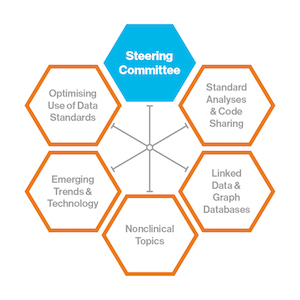 Steering
Committee
Standard
Analyses
& Code
Sharing
Linked
Data &
Graph
Databases
Nonclinical
Topics
Emerging
Trends &
Technology
Optimising
Use of Data
Standards